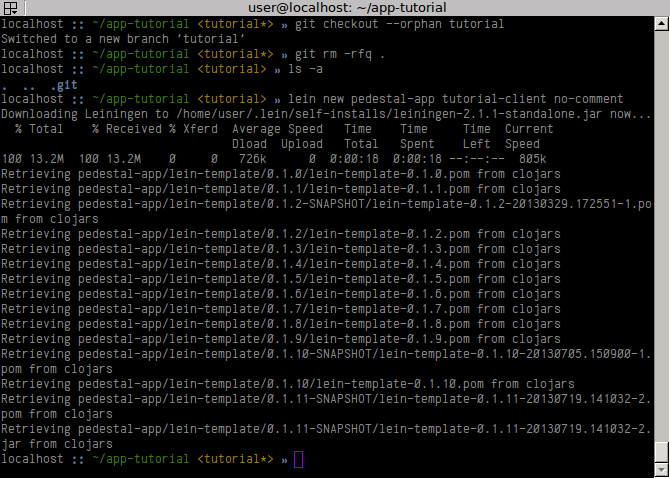 user@localhost: ~/app-tutorial
localhost :: ~/app-tutorial <tutorial*> » git checkout --orphan tutorial
Switched to a new branch 'tutorial'
localhost :: ~/app-tutorial <tutorial*> » git rm -rfq .
localhost :: ~/app-tutorial <tutorial> » ls -a
. .. .git
localhost :: ~/app-tutorial <tutorial> » lein new pedestal-app tutorial-client no-comment
Downloading Leiningen to /home/user/.lein/self-installs/leiningen-2.1.1-standalone.jar now...
% Total % Received % Xferd Average Speed Time Time Time Current
Dload Upload Total Spent Left Speed
100 13.2M 100 13.2M 0 0 726k 0 0:00:18 0:00:18 --:--:-- 805k
Retrieving pedestal-app/lein-template/0.1.0/lein-template-0.1.0.pom from clojars
Retrieving pedestal-app/lein-template/0.1.1/lein-template-0.1.1.pom from clojars
Retrieving pedestal-app/lein-template/0.1.2-SNAPSHOT/lein-template-0.1.2-20130329.172551-1.po
m from clojars
Retrieving pedestal-app/lein-template/0.1.2/lein-template-0.1.2.pom from clojars
Retrieving pedestal-app/lein-template/0.1.3/lein-template-0.1.3.pom from clojars
Retrieving pedestal-app/lein-template/0.1.4/lein-template-0.1.4.pom from clojars
Retrieving pedestal-app/lein-template/0.1.5/lein-template-0.1.5.pom from clojars
Retrieving pedestal-app/lein-template/0.1.6/lein-template-0.1.6.pom from clojars
Retrieving pedestal-app/lein-template/0.1.7/lein-template-0.1.7.pom from clojars
Retrieving pedestal-app/lein-template/0.1.8/lein-template-0.1.8.pom from clojars
Retrieving pedestal-app/lein-template/0.1.9/lein-template-0.1.9.pom from clojars
Retrieving pedestal-app/lein-template/0.1.10-SNAPSHOT/lein-template-0.1.10-20130705.150900-1.
pom from clojars
Retrieving pedestal-app/lein-template/0.1.10/lein-template-0.1.10.pom from clojars
Retrieving pedestal-app/lein-template/0.1.11-SNAPSHOT/lein-template-0.1.11-20130719.141032-2.
pom from clojars
Retrieving pedestal-app/lein-template/0.1.11-SNAPSHOT/lein-template-0.1.11-20130719.141032-2.
jar from clojars
localhost :: ~/app-tutorial <tutorial*> »